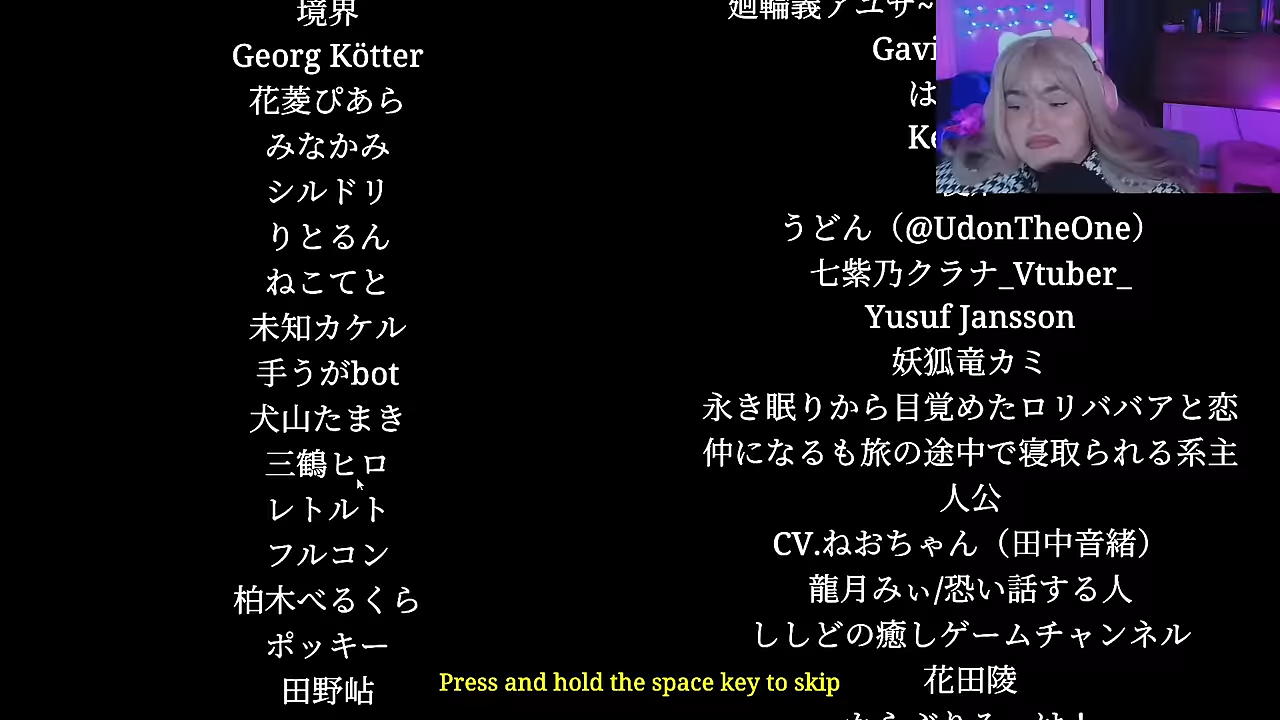 境界
Georg Kötter
花菱ぴあら
みなかみ
シルドリ
りとるん
ねこてと
未知カケル
手うがbot
犬山たまき
三鶴ヒロ
レトルト
フルコン
柏木べるくら
ポッキー
田野岾
廻輪義アユサ~
Gavi
は
Ke
うどん（@UdonTheOne）
七紫乃クラナ_Vtuber_
Yusuf Jansson
妖狐竜カミ
永き眠りから目覚めたロリババアと恋
仲になるも旅の途中で寝取られる系主
人公
CV.ねおちゃん（田中音緒）
龍月みぃ/恐い話する人
ししどの癒しゲームチャンネル
花田陵
Press and hold the space key to skip